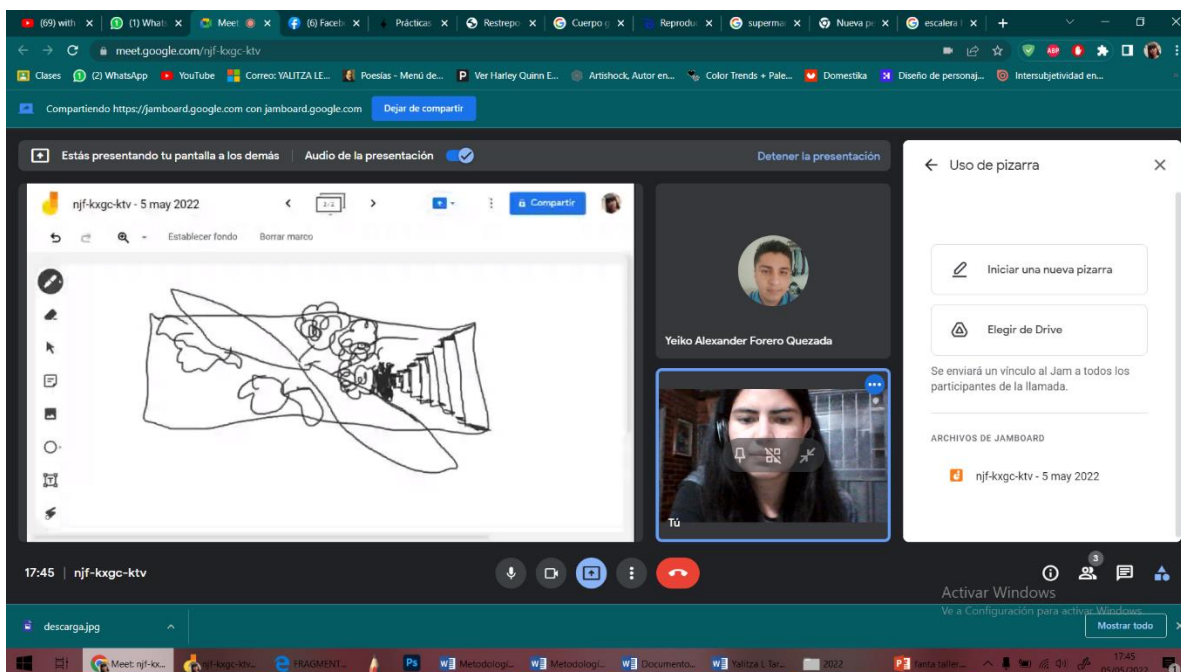 (69) with
(1) Whats
Meet
(6) Faceb
Prácticas
Restrepo
Cuerpo g
Reprodu
supermar
Nueva pe
escalera
meet.google.com/njf-kxgc-ktv
Clases
(2) WhatsApp
YouTube
Correo: YALITZA LE...
Poesías - Menú de...
Ver Harley Quinn E...
Artishock, Autor en...
Color Trends + Pale...
Domestika
Diseño de personaj...
Intersubjetividad en...
Compartiendo https://jamboard.google.com con jamboard.google.com
Dejar de compartir
Estás presentando tu pantalla a los demás
Audio de la presentación
Detener la presentación
njf-kxgc-ktv - 5 may 2022
2/2
Compartir
Establecer fondo
Borrar marco
Yeiko Alexander Forero Quezada
Tú
Uso de pizarra
Iniciar una nueva pizarra
Elegir de Drive
Se enviará un vínculo al Jam a todos los
participantes de la llamada.
ARCHIVOS DE JAMBOARD
njf-kxgc-ktv - 5 may 2022
17:45 | njf-kxgc-ktv
3
Activar Windows
Ve a Configuración para activar Windows.
descarga.jpg
Mostrar todo
Meet: njf-kx...
njf-kxgc-ktv...
FRAGMENT...
Ps
Metodologí...
Metodologí...
Documento...
Yalitza L Tar...
2022
fanta taller...
17:45
05/05/2022